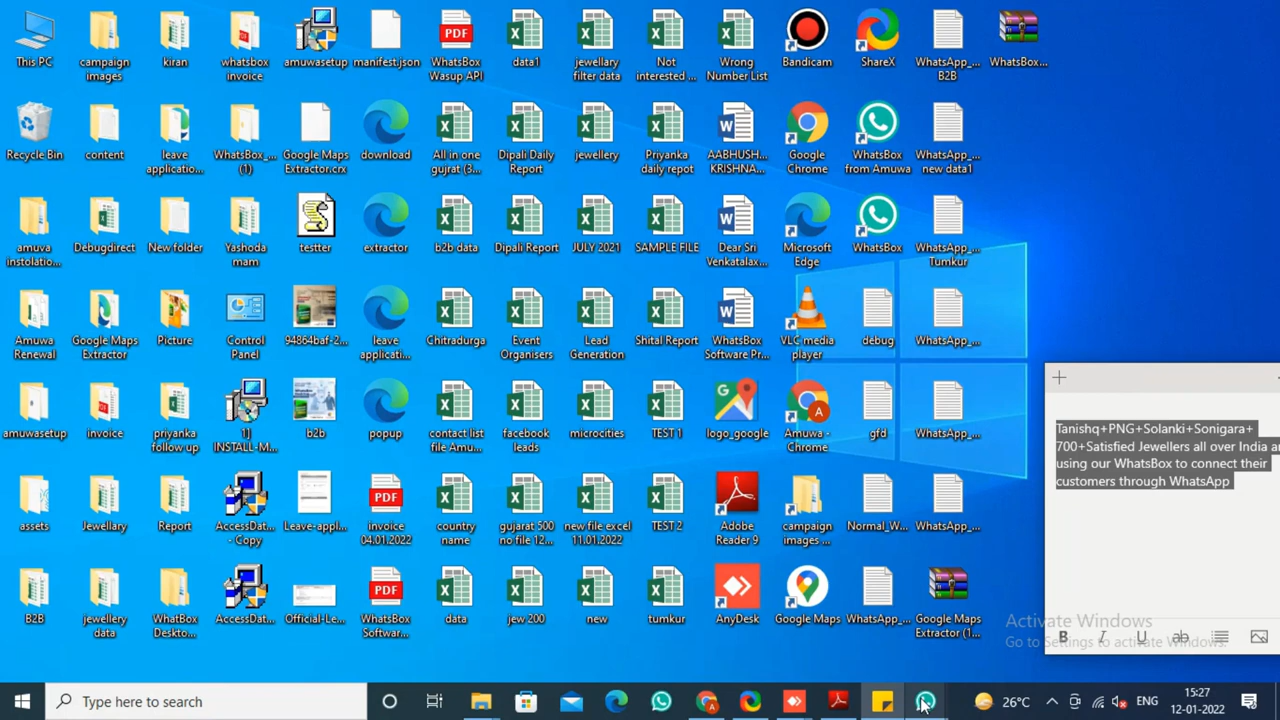 This PC
campaign
images
kiran
whatsbox
invoice
amuwasetup
manifest.json
WhatsBox
Wasup API
data1
jewellary
filter data
Not
interested ...
Wrong
Number List
Bandicam
ShareX
WhatsApp_...
B2B
WhatsBox...
Recycle Bin
content
leave
applicatio...
WhatsBox_...
(1)
Google Maps
Extractor.crx
download
All in one
gujrat (3...
Dipali Daily
Report
jewellery
Priyanka
daily repot
AABHUSH...
KRISHNA...
Google
Chrome
WhatsBox
from Amuwa
WhatsApp_...
new data1
amuva
instolatio...
Debugdirect
New folder
Yashoda
mam
testter
extractor
b2b data
Dipali Report
JULY 2021
SAMPLE FILE
Dear Sri
Venkatalax...
Microsoft
Edge
WhatsBox
WhatsApp_...
Tumkur
Amuwa
Renewal
Google Maps
Extractor
Picture
Control
Panel
94864baf-2...
leave
applicati...
Chitradurga
Event
Organisers
Lead
Generation
Shital Report
WhatsBox
Software Pr...
VLC media
player
debug
WhatsApp_...
amuwasetup
invoice
priyanka
follow up
1]
INSTALL-M...
b2b
popup
contact list
file Amuw...
facebook
leads
microcities
TEST 1
logo_google
Amuwa -
Chrome
gfd
WhatsApp_...
assets
Jewellary
Report
AccessDat...
- Copy
Leave-appl...
invoice
04.01.2022
country
name
gujarat 500
no file 12...
new file excel
11.01.2022
TEST 2
Adobe
Reader 9
campaign
images ...
Normal_W...
WhatsApp_...
B2B
jewellary
data
WhatBox
Deskto...
AccessDat...
Official-Le...
WhatsBox
Softwar...
data
jew 200
new
tumkur
AnyDesk
Google Maps
WhatsApp_...
Google Maps
Extractor (1...
Tanishq+PNG+Solanki+Sonigara+
700+Satisfied Jewellers all over India a
using our WhatsBox to connect their
customers through WhatsApp
Activate Windows
Go to Settings to activate Windows.
B I U ab
Type here to search
26°C
ENG
15:27
12-01-2022